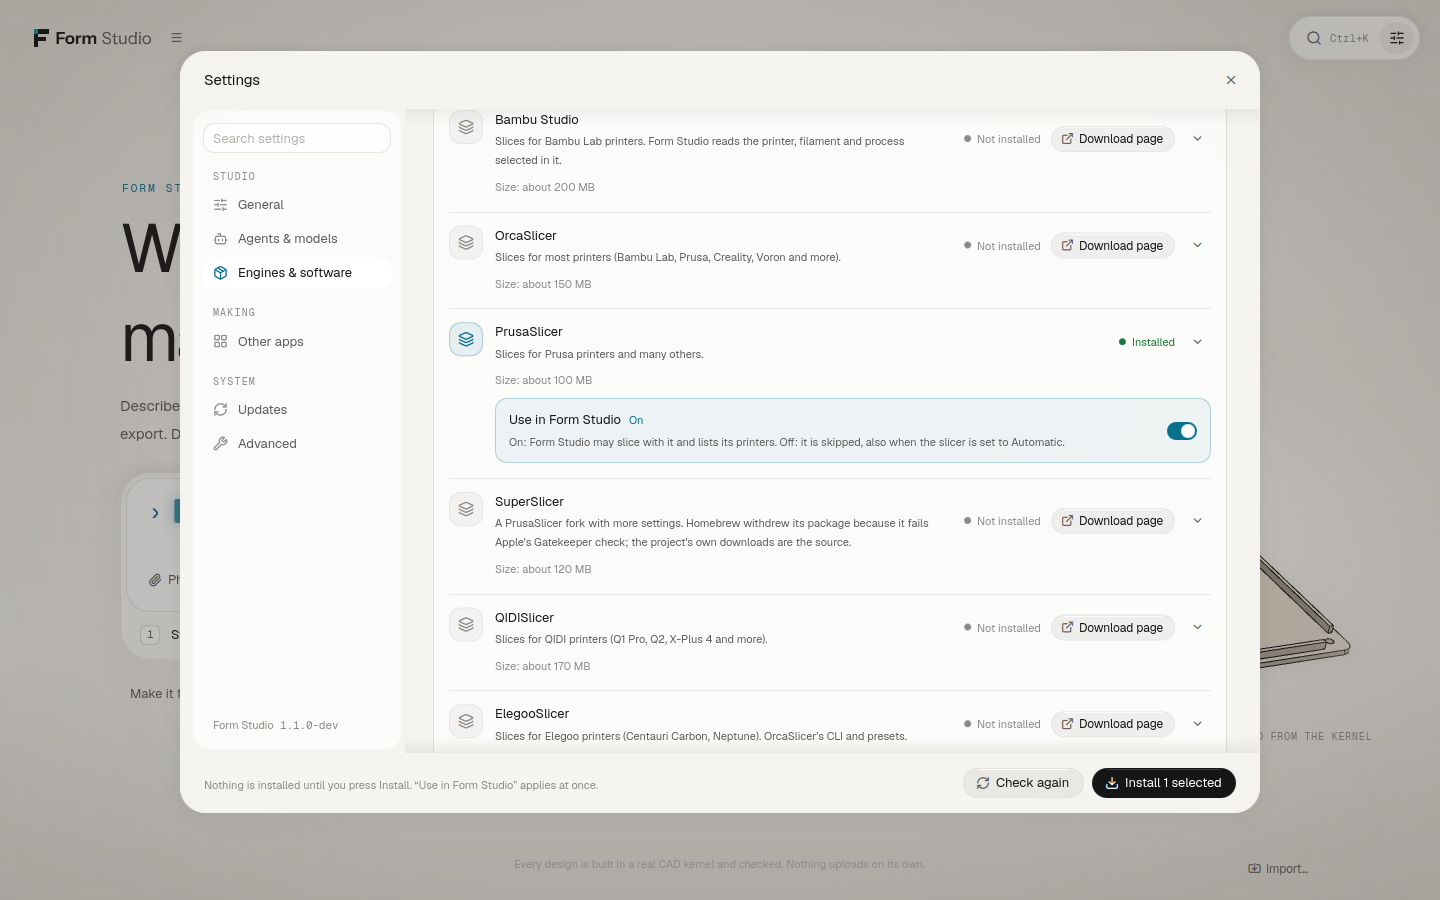 Form Studio
Ctrl+K
Settings
Search settings
STUDIO
General
Agents & models
Engines & software
MAKING
Other apps
SYSTEM
Updates
Advanced
Form Studio 1.1.0-dev
Bambu Studio
Slices for Bambu Lab printers. Form Studio reads the printer, filament and process
selected in it.
Size: about 200 MB
Not installed
Download page
OrcaSlicer
Slices for most printers (Bambu Lab, Prusa, Creality, Voron and more).
Size: about 150 MB
Not installed
Download page
PrusaSlicer
Slices for Prusa printers and many others.
Size: about 100 MB
Installed
Use in Form Studio On
On: Form Studio may slice with it and lists its printers. Off: it is skipped, also when the slicer is set to Automatic.
SuperSlicer
A PrusaSlicer fork with more settings. Homebrew withdrew its package because it fails
Apple's Gatekeeper check; the project's own downloads are the source.
Size: about 120 MB
Not installed
Download page
QIDISlicer
Slices for QIDI printers (Q1 Pro, Q2, X-Plus 4 and more).
Size: about 170 MB
Not installed
Download page
ElegooSlicer
Slices for Elegoo printers (Centauri Carbon, Neptune). OrcaSlicer's CLI and presets.
Not installed
Download page
Nothing is installed until you press Install. “Use in Form Studio” applies at once.
Check again
Install 1 selected
FORM ST
W
ma
Describe
export. D
Ph
1 S
Make it f
FROM THE KERNEL
Every design is built in a real CAD kernel and checked. Nothing uploads on its own.
Import...